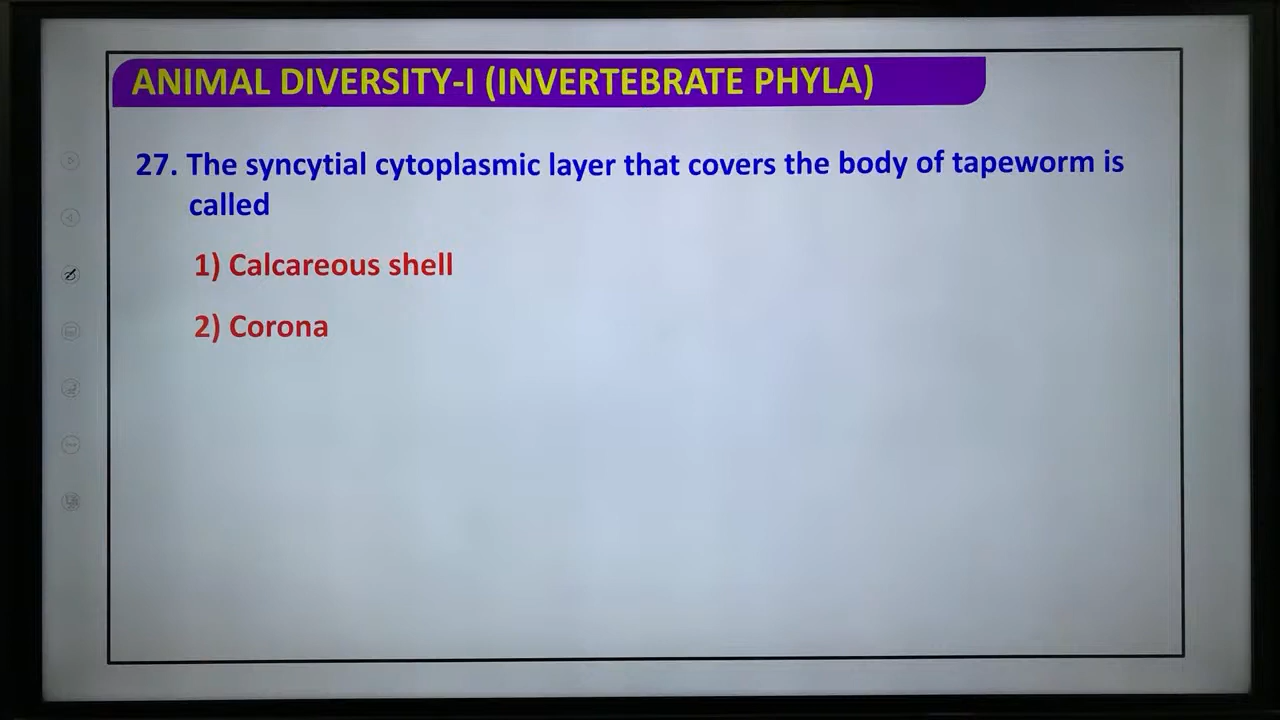 ANIMAL DIVERSITY-I (INVERTEBRATE PHYLA)
27. The syncytial cytoplasmic layer that covers the body of tapeworm is
called
1) Calcareous shell
2) Corona